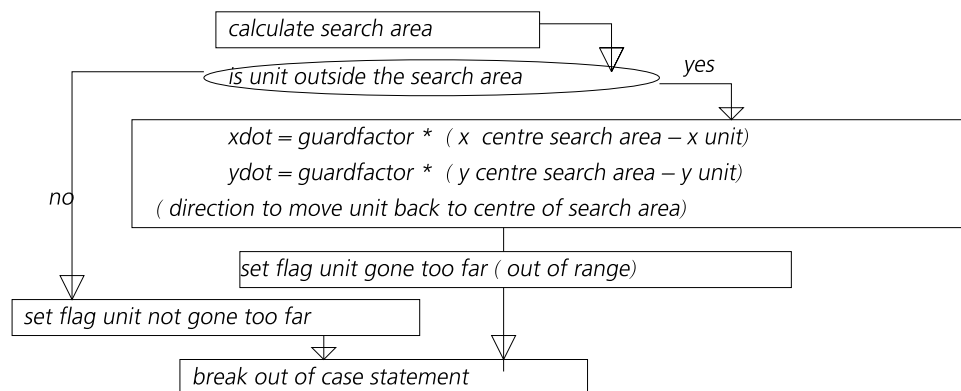 calculate search area
is unit outside the search area
yes
xdot = guardfactor * ( x centre search area – x unit)
ydot = guardfactor * ( y centre search area – y unit)
no
( direction to move unit back to centre of search area)
set flag unit gone too far ( out of range)
set flag unit not gone too far
break out of case statement